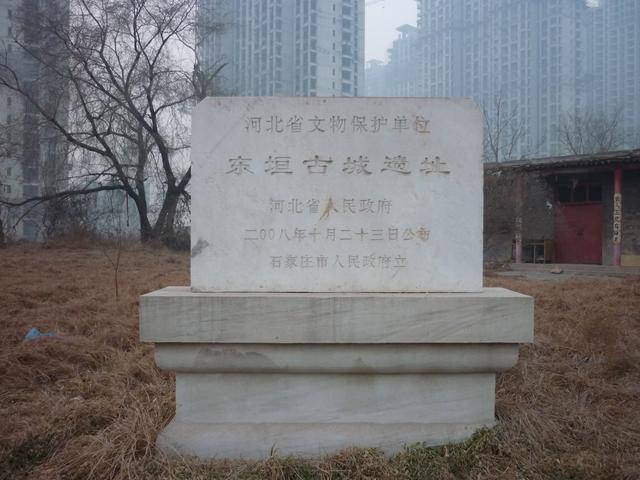 河北省文物保护单位
东垣古城遗址
河北省人民政府
二〇〇八年十月二十三日公布
石家庄市人民政府立